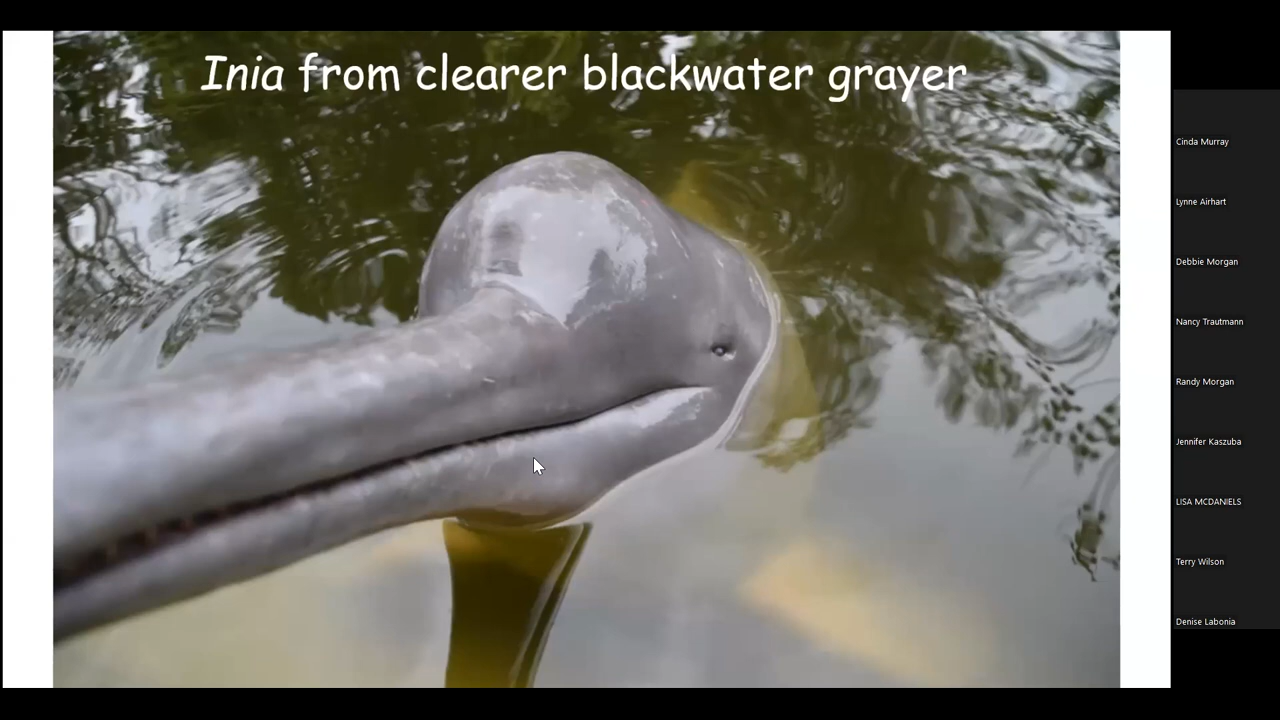 Inia from clearer blackwater grayer
Cinda Murray
Lynne Airhart
Debbie Morgan
Nancy Trautmann
Randy Morgan
Jennifer Kaszuba
LISA MCDANIELS
Terry Wilson
Denise Labonia